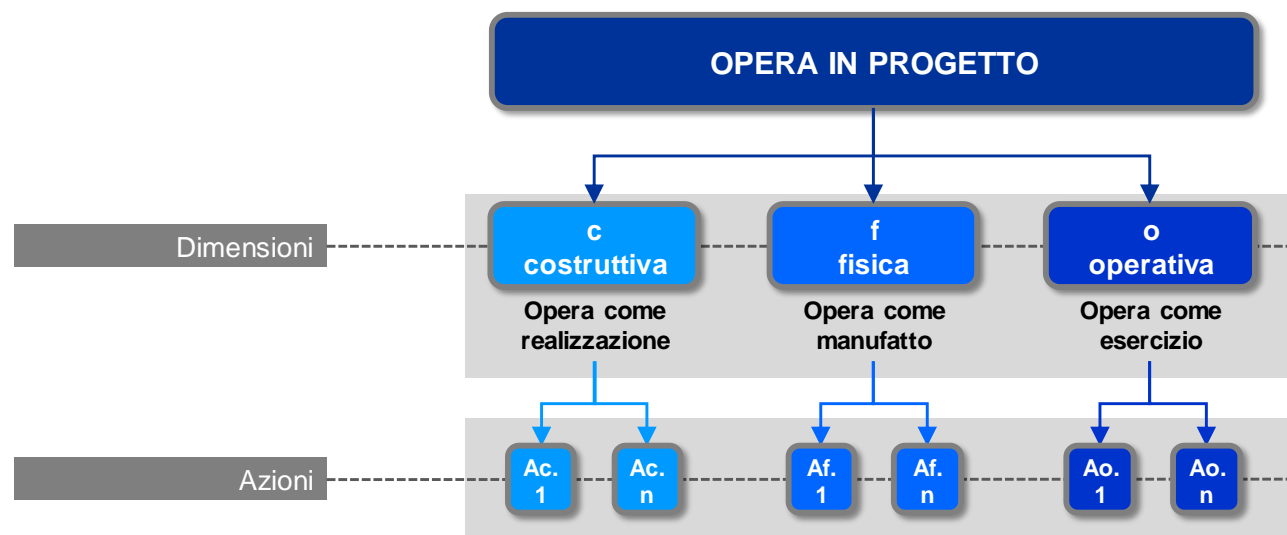 OPERA IN PROGETTO
Dimensioni
c
costruttiva
f
fisica
o
operativa
Opera come
realizzazione
Opera come
manufatto
Opera come
esercizio
Azioni
Ac.
1
Ac.
n
Af.
1
Af.
n
Ao.
1
Ao.
n